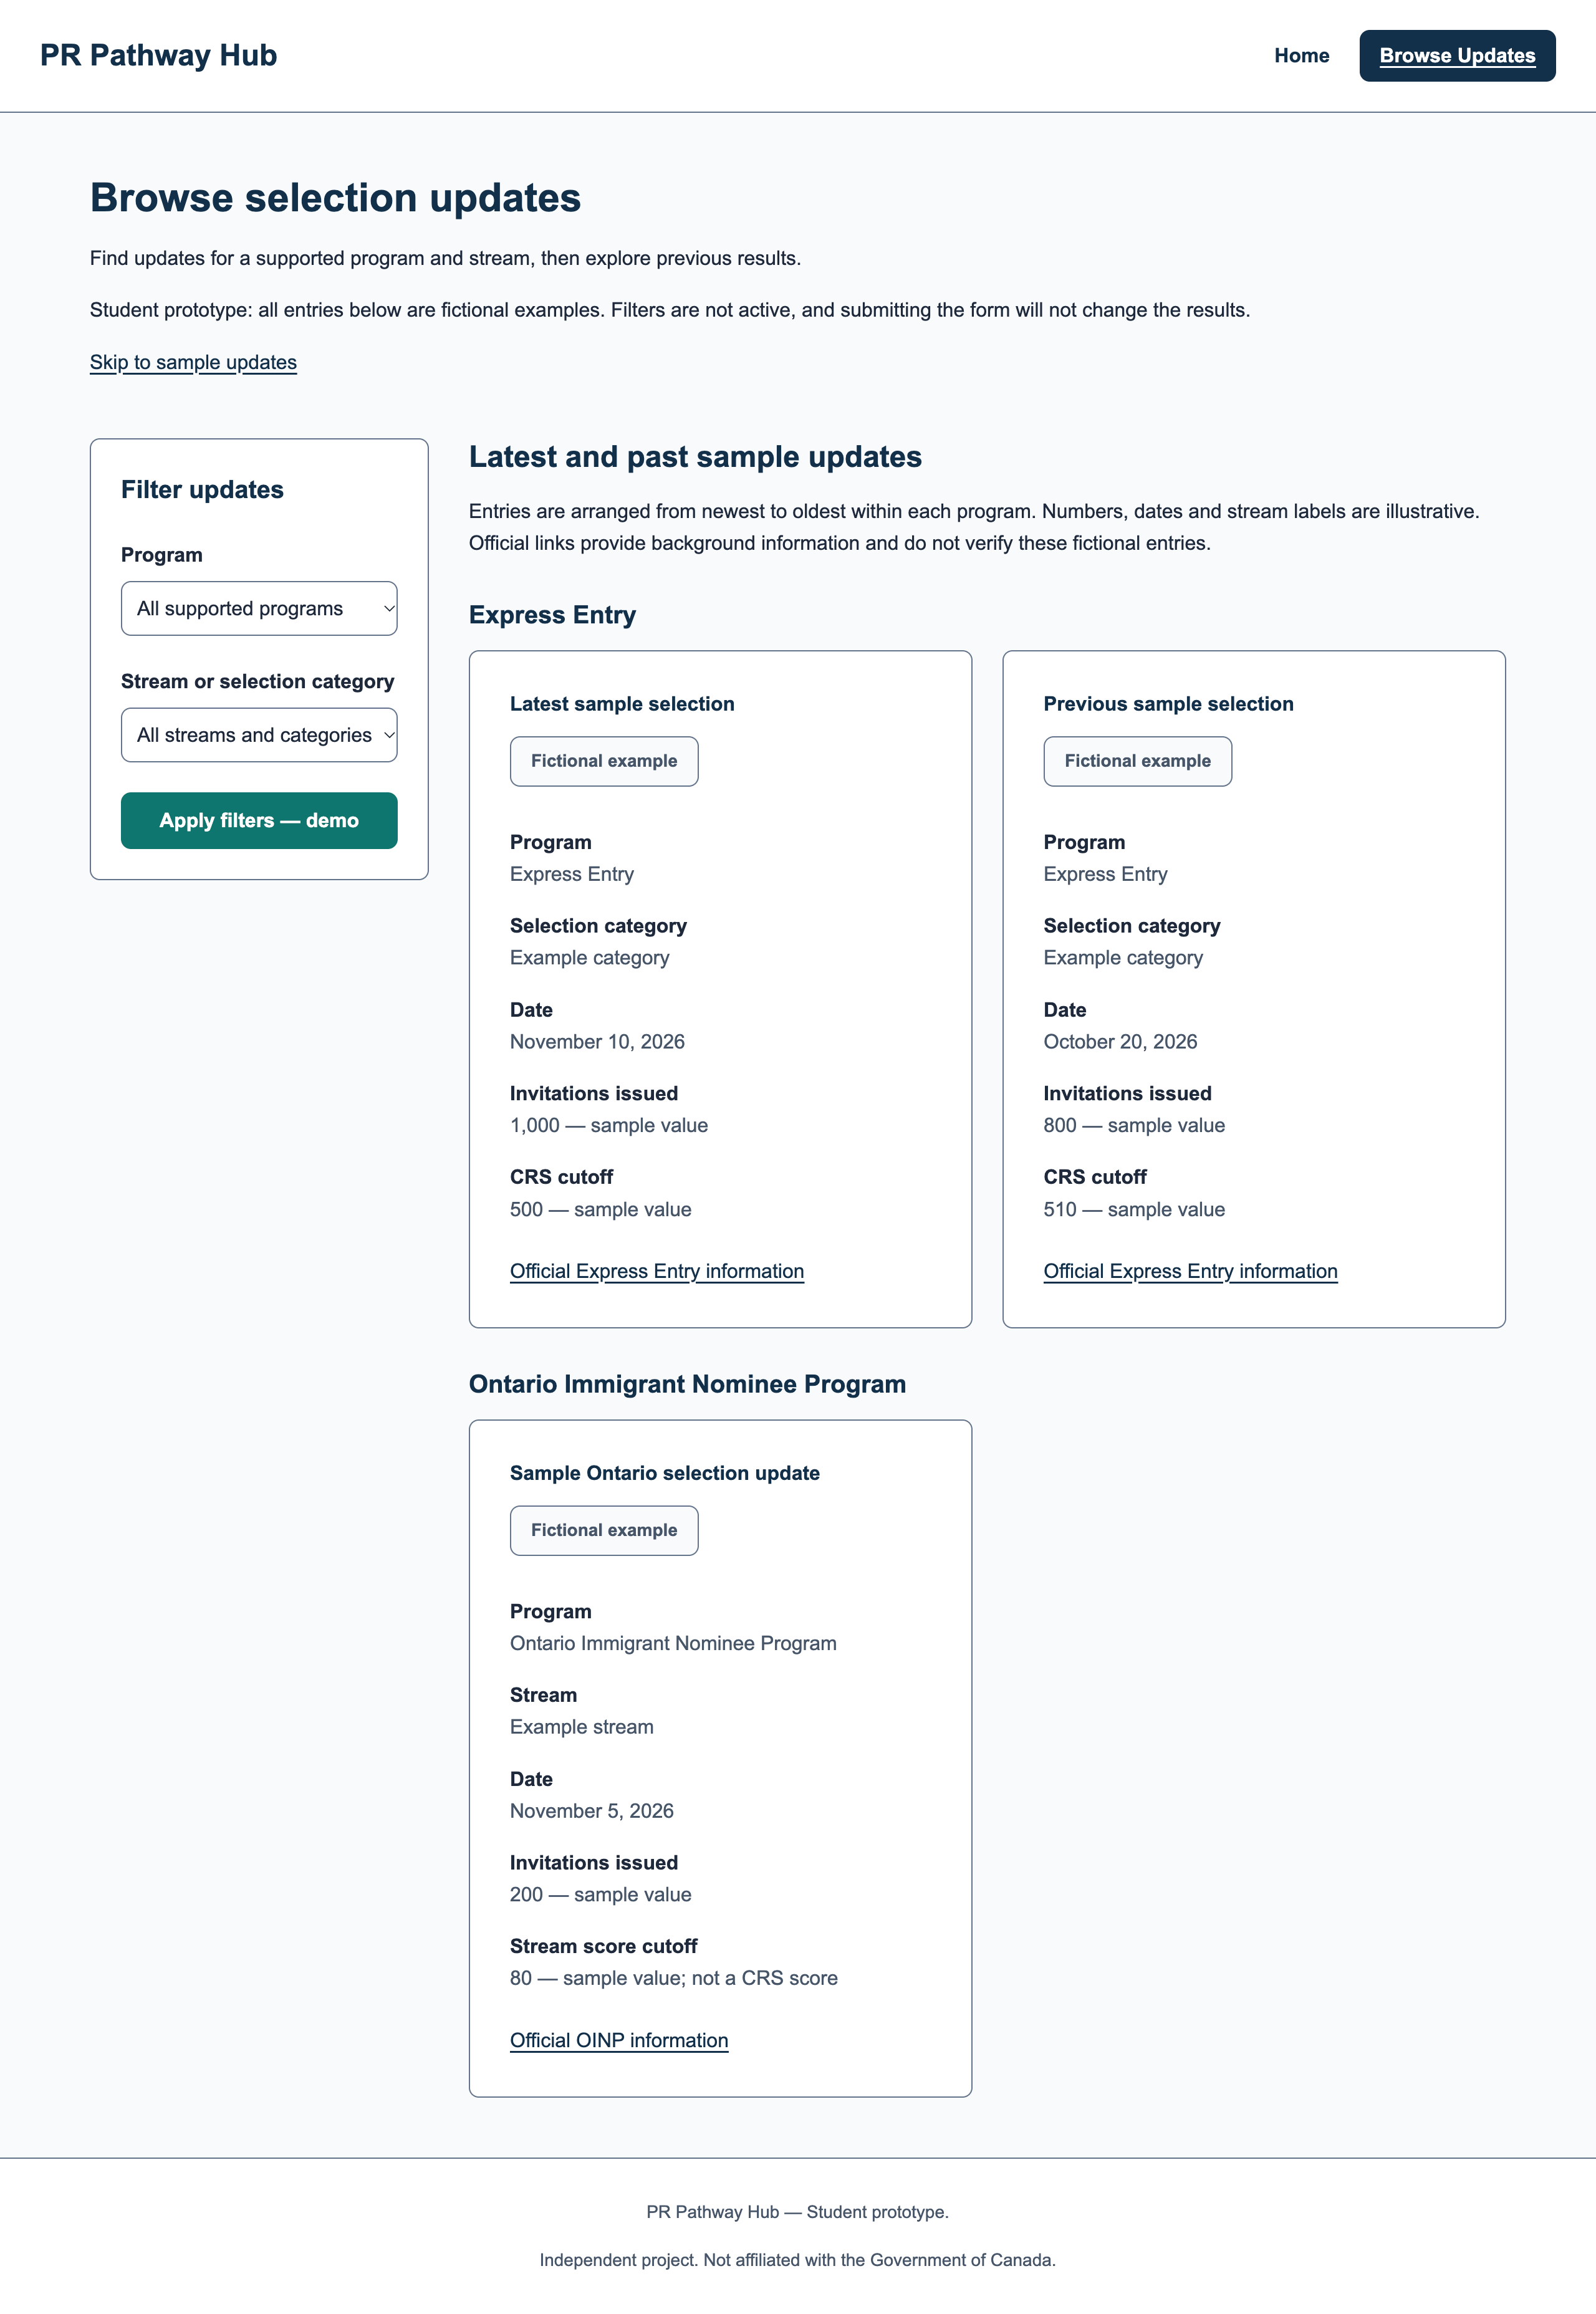 PR Pathway Hub
Home
Browse Updates
Browse selection updates
Find updates for a supported program and stream, then explore previous results.
Student prototype: all entries below are fictional examples. Filters are not active, and submitting the form will not change the results.
Skip to sample updates
Filter updates
Program
All supported programs
Stream or selection category
All streams and categories
Apply filters — demo
Latest and past sample updates
Entries are arranged from newest to oldest within each program. Numbers, dates and stream labels are illustrative.
Official links provide background information and do not verify these fictional entries.
Express Entry
Latest sample selection
Fictional example
Program
Express Entry
Selection category
Example category
Date
November 10, 2026
Invitations issued
1,000 — sample value
CRS cutoff
500 — sample value
Official Express Entry information
Previous sample selection
Fictional example
Program
Express Entry
Selection category
Example category
Date
October 20, 2026
Invitations issued
800 — sample value
CRS cutoff
510 — sample value
Official Express Entry information
Ontario Immigrant Nominee Program
Sample Ontario selection update
Fictional example
Program
Ontario Immigrant Nominee Program
Stream
Example stream
Date
November 5, 2026
Invitations issued
200 — sample value
Stream score cutoff
80 — sample value; not a CRS score
Official OINP information
PR Pathway Hub — Student prototype.
Independent project. Not affiliated with the Government of Canada.